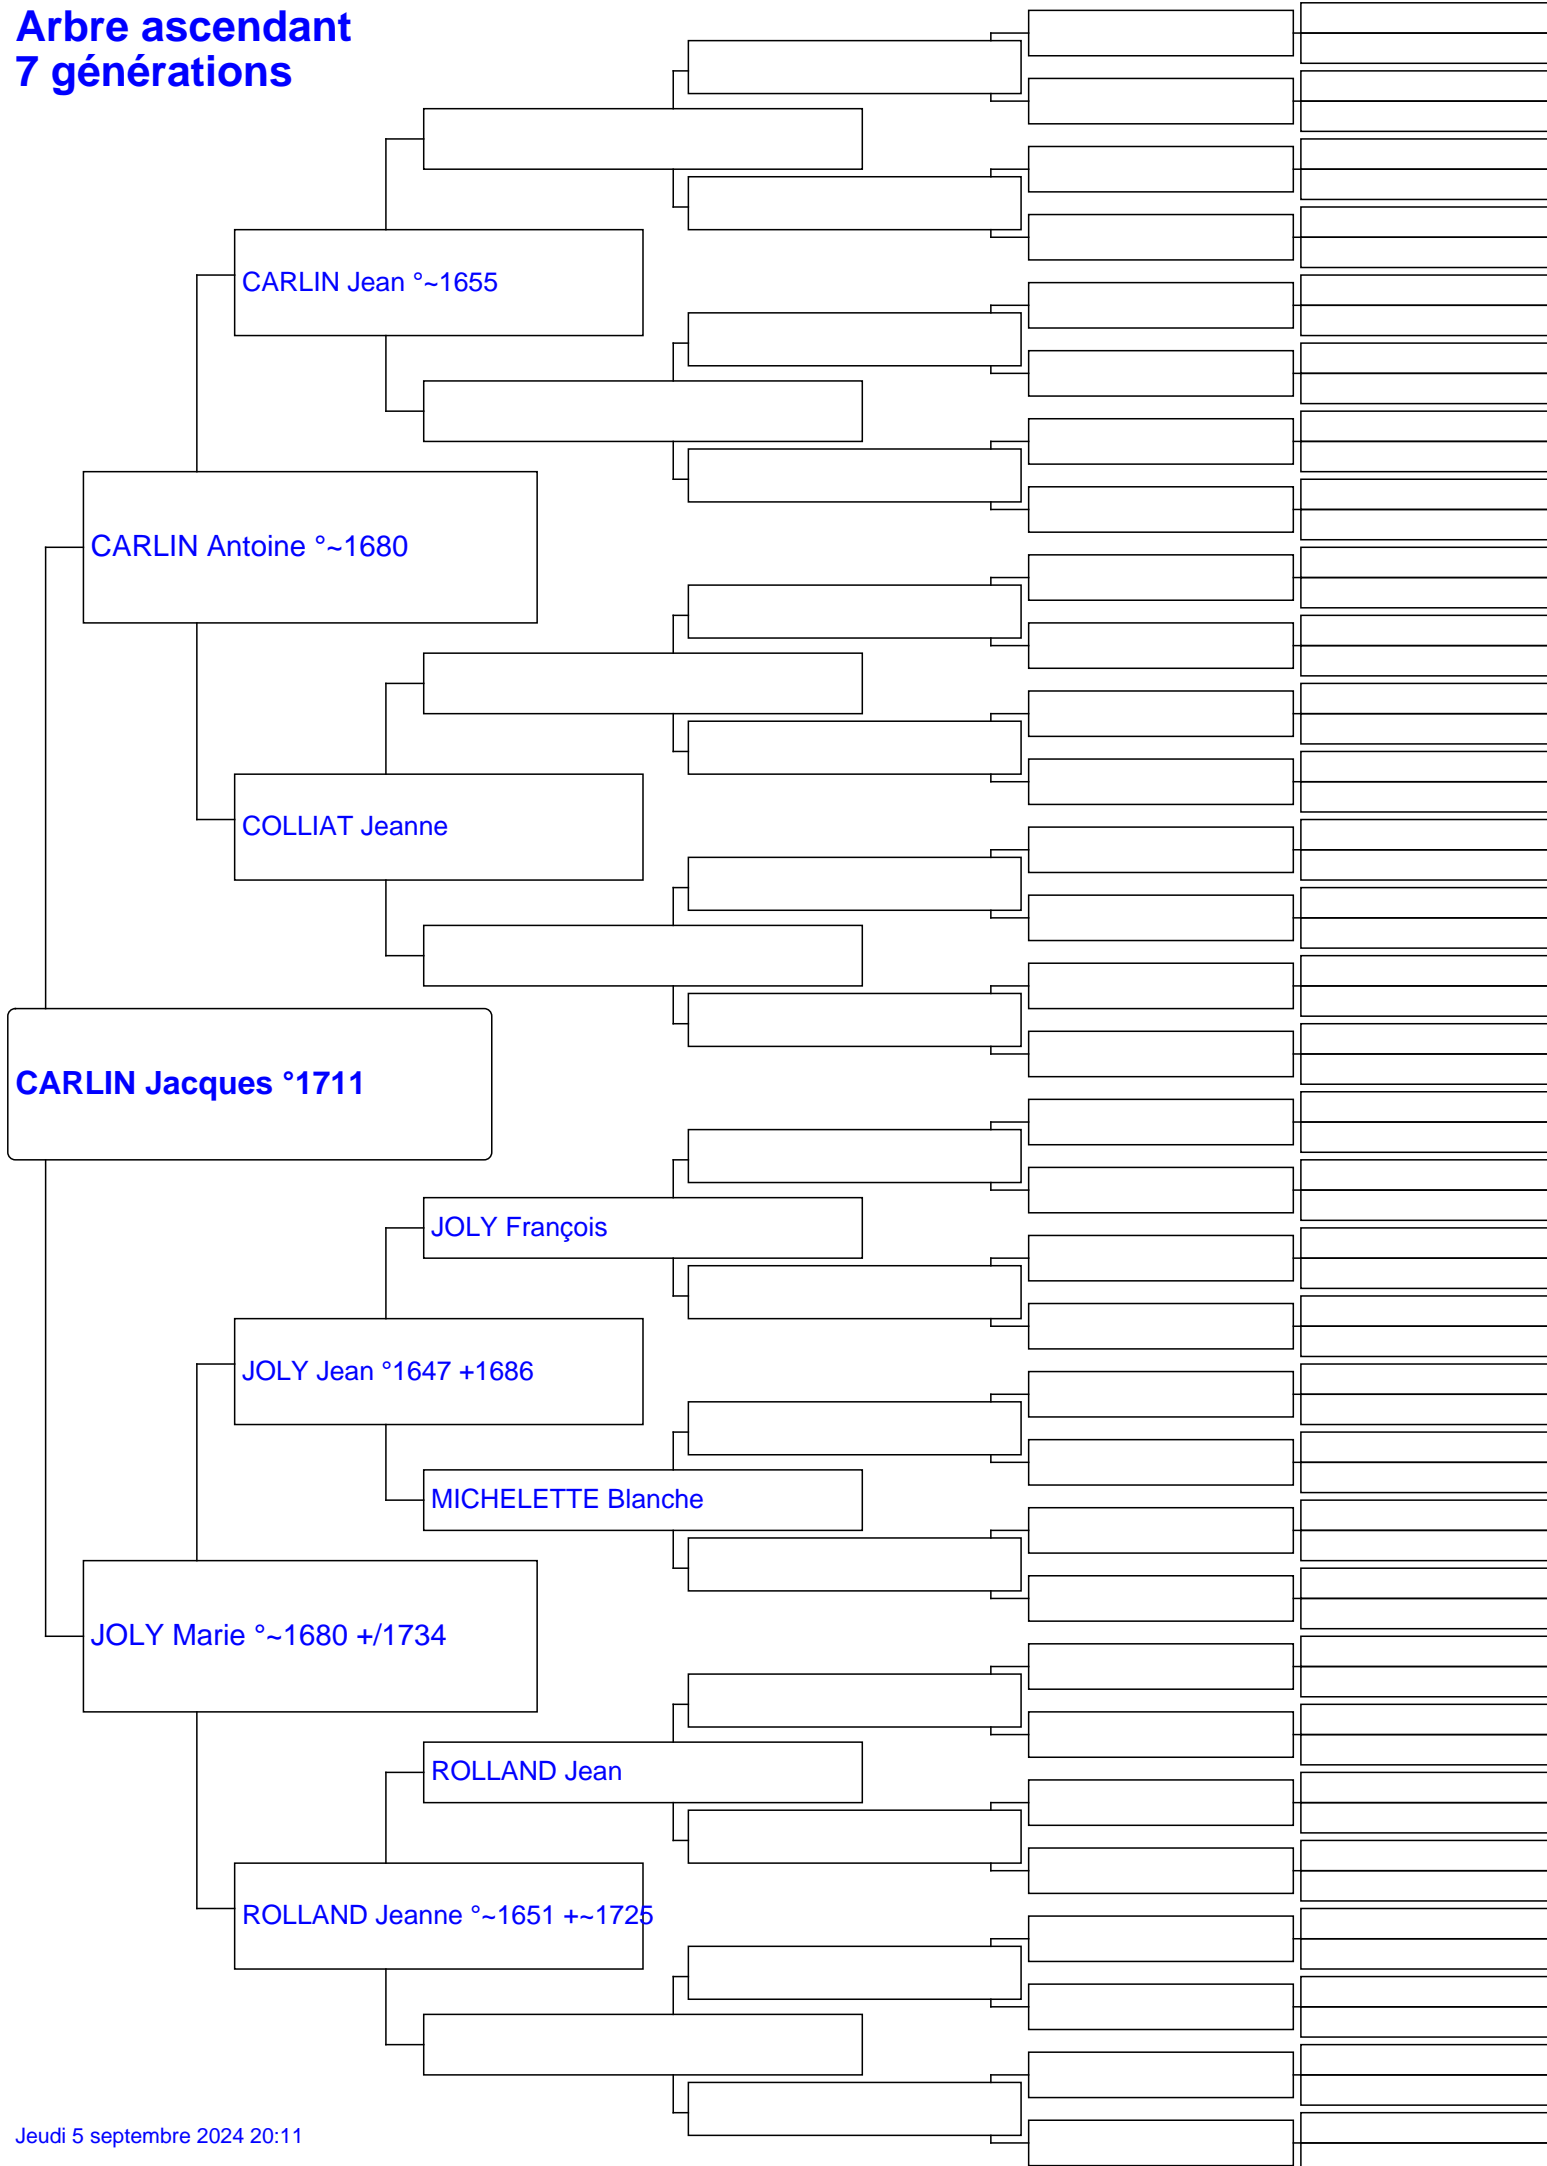 Arbre ascendant
7 générations
CARLIN Jean °~1655
CARLIN Antoine °~1680
COLLIAT Jeanne
CARLIN Jacques °1711
JOLY François
JOLY Jean °1647 +1686
MICHELETTE Blanche
JOLY Marie °~1680 +/1734
ROLLAND Jean
ROLLAND Jeanne °~1651 +~1725
Jeudi 5 septembre 2024 20:11